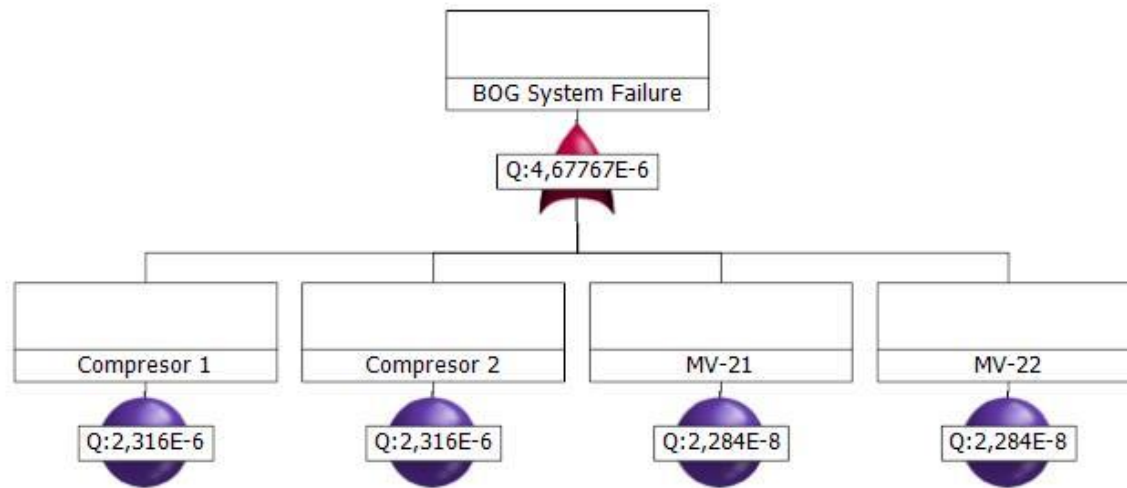 BOG System Failure
Q:4,67767E-6
Compresor 1
Compresor 2
MV-21
MV-22
Q:2,316E-6
Q:2,316E-6
Q:2,284E-8
Q:2,284E-8